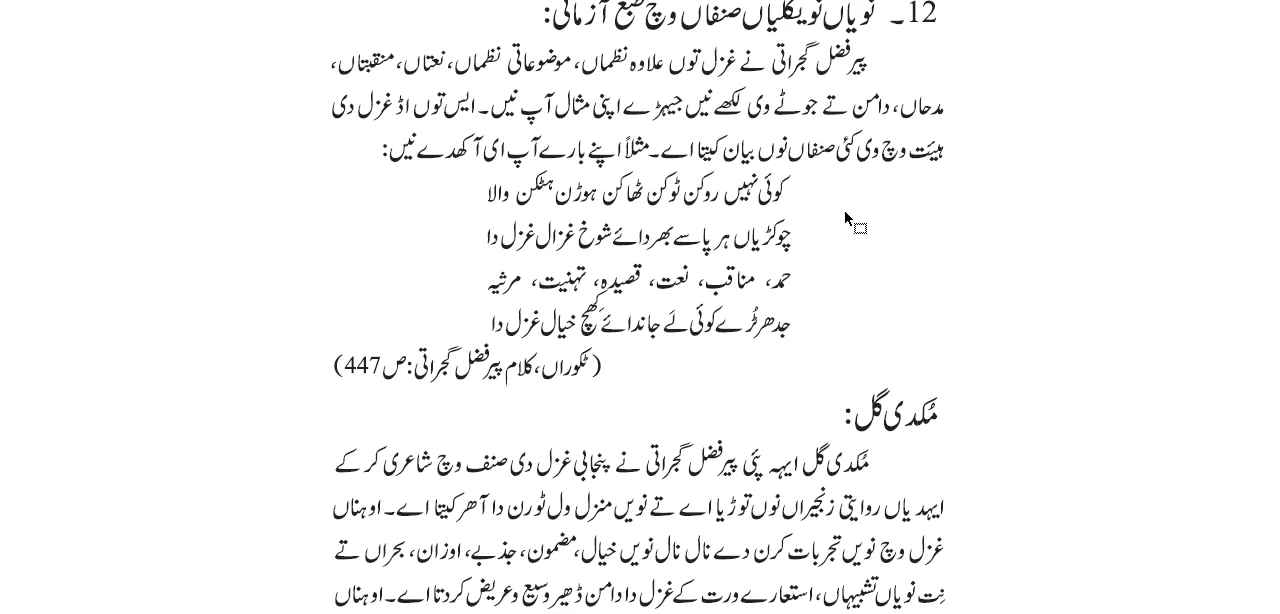 12۔ نویاں نویکلیاں صنفاں وچ طبع آزمائی:
پیر فضل گجراتی نے غزل توں علاوہ نظماں، موضوعاتی نظماں، نعتاں، منقبتاں،
مدحاں، دامن تے جوٹے وی لکھے نیں جیہڑے اپنی مثال آپ نیں۔ ایس توں اڈ غزل دی
ہیئت وچ وی کئی صنفاں نوں بیان کیتا اے۔ مثلاً اپنے بارے آپ ای آکھدے نیں:
کوئی نہیں روکن ٹوکن ٹھاکن ہوڑن ہٹکن والا
چوکڑیاں ہر پاسے بھردائے شوخ غزال غزل دا
حمد، مناقب، نعت، قصیدہ، تہنیت، مرثیہ
جدھر ٹُرے کوئی لَے جاندائے کھِچ خیال غزل دا
(ٹکوراں، کلام پیر فضل گجراتی: ص 447)
مُکدی گل:
مُکدی گل ایہہ پئی پیر فضل گجراتی نے پنجابی غزل دی صنف وچ شاعری کر کے
ایہدیاں روایتی زنجیراں نوں توڑیا اے تے نویں منزل ول ٹورن دا آھر کیتا اے۔ اوہناں
غزل وچ نویں تجربات کرن دے نال نال نویں خیال، مضمون، جذبے، اوزان، بحراں تے
نِت نویاں تشبیہاں، استعارے ورت کے غزل دا دامن ڈھیر وسیع و عریض کردتا اے۔ اوہناں